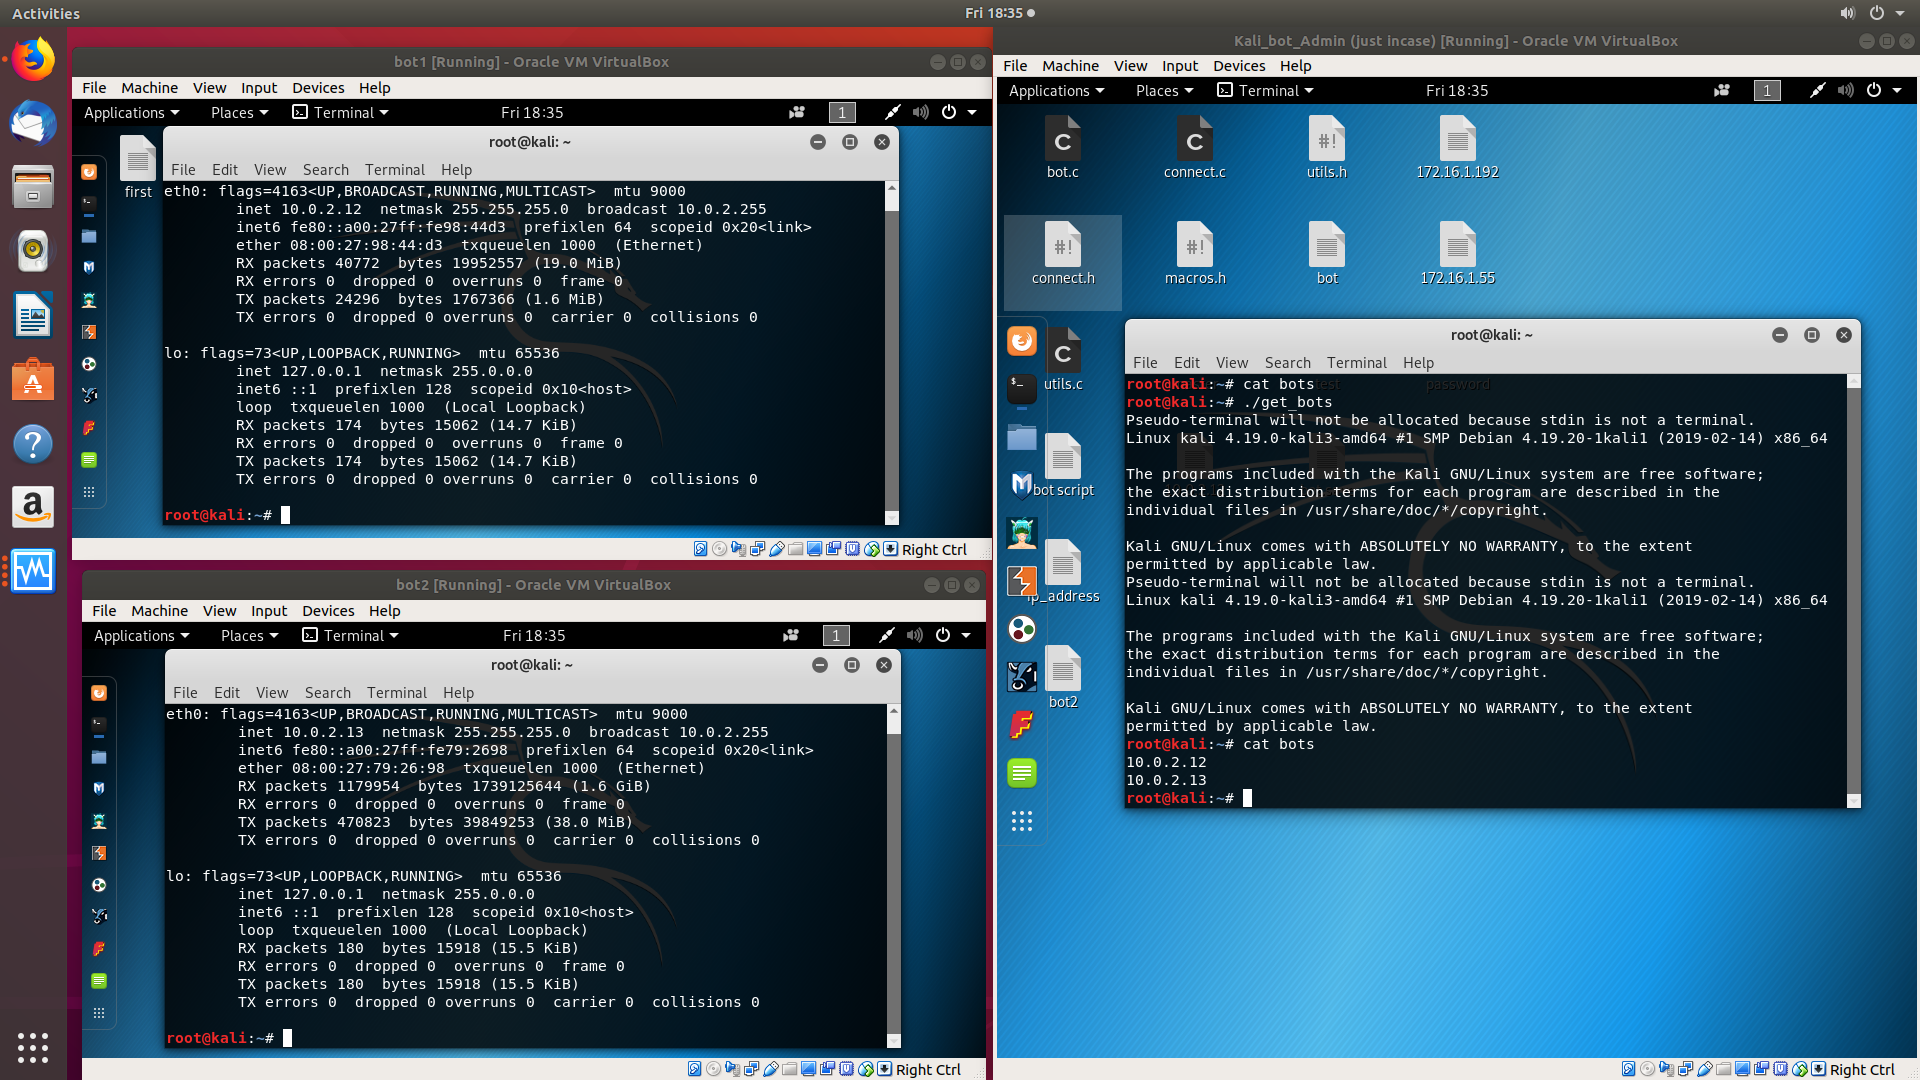 Activities
Fri 18:35
bot1 [Running] - Oracle VM VirtualBox
File Machine View Input Devices Help
Applications Places Terminal Fri 18:35 1
first
root@kali: ~
File Edit View Search Terminal Help
eth0: flags=4163<UP,BROADCAST,RUNNING,MULTICAST>  mtu 9000
        inet 10.0.2.12  netmask 255.255.255.0  broadcast 10.0.2.255
        inet6 fe80::a00:27ff:fe98:44d3  prefixlen 64  scopeid 0x20<link>
        ether 08:00:27:98:44:d3  txqueuelen 1000  (Ethernet)
        RX packets 40772  bytes 19952557 (19.0 MiB)
        RX errors 0  dropped 0  overruns 0  frame 0
        TX packets 24296  bytes 1767366 (1.6 MiB)
        TX errors 0  dropped 0 overruns 0  carrier 0  collisions 0
lo: flags=73<UP,LOOPBACK,RUNNING>  mtu 65536
        inet 127.0.0.1  netmask 255.0.0.0
        inet6 ::1  prefixlen 128  scopeid 0x10<host>
        loop  txqueuelen 1000  (Local Loopback)
        RX packets 174  bytes 15062 (14.7 KiB)
        RX errors 0  dropped 0  overruns 0  frame 0
        TX packets 174  bytes 15062 (14.7 KiB)
        TX errors 0  dropped 0 overruns 0  carrier 0  collisions 0
root@kali:~#
Right Ctrl
bot2 [Running] - Oracle VM VirtualBox
File Machine View Input Devices Help
Applications Places Terminal Fri 18:35 1
root@kali: ~
File Edit View Search Terminal Help
eth0: flags=4163<UP,BROADCAST,RUNNING,MULTICAST>  mtu 9000
        inet 10.0.2.13  netmask 255.255.255.0  broadcast 10.0.2.255
        inet6 fe80::a00:27ff:fe79:2698  prefixlen 64  scopeid 0x20<link>
        ether 08:00:27:79:26:98  txqueuelen 1000  (Ethernet)
        RX packets 1179954  bytes 1739125644 (1.6 GiB)
        RX errors 0  dropped 0  overruns 0  frame 0
        TX packets 470823  bytes 39849253 (38.0 MiB)
        TX errors 0  dropped 0 overruns 0  carrier 0  collisions 0
lo: flags=73<UP,LOOPBACK,RUNNING>  mtu 65536
        inet 127.0.0.1  netmask 255.0.0.0
        inet6 ::1  prefixlen 128  scopeid 0x10<host>
        loop  txqueuelen 1000  (Local Loopback)
        RX packets 180  bytes 15918 (15.5 KiB)
        RX errors 0  dropped 0  overruns 0  frame 0
        TX packets 180  bytes 15918 (15.5 KiB)
        TX errors 0  dropped 0 overruns 0  carrier 0  collisions 0
root@kali:~#
Right Ctrl
Kali_bot_Admin (just incase) [Running] - Oracle VM VirtualBox
File Machine View Input Devices Help
Applications Places Terminal Fri 18:35 1
bot.c connect.c utils.h 172.16.1.192
connect.h macros.h bot 172.16.1.55
utils.c
bot script
ip_address
bot2
root@kali: ~
File Edit View Search Terminal Help
root@kali:~# cat bots
test password
root@kali:~# ./get_bots
Pseudo-terminal will not be allocated because stdin is not a terminal.
Linux kali 4.19.0-kali3-amd64 #1 SMP Debian 4.19.20-1kali1 (2019-02-14) x86_64
The programs included with the Kali GNU/Linux system are free software;
the exact distribution terms for each program are described in the
individual files in /usr/share/doc/*/copyright.
Kali GNU/Linux comes with ABSOLUTELY NO WARRANTY, to the extent
permitted by applicable law.
Pseudo-terminal will not be allocated because stdin is not a terminal.
Linux kali 4.19.0-kali3-amd64 #1 SMP Debian 4.19.20-1kali1 (2019-02-14) x86_64
The programs included with the Kali GNU/Linux system are free software;
the exact distribution terms for each program are described in the
individual files in /usr/share/doc/*/copyright.
Kali GNU/Linux comes with ABSOLUTELY NO WARRANTY, to the extent
permitted by applicable law.
root@kali:~# cat bots
10.0.2.12
10.0.2.13
root@kali:~#
Right Ctrl